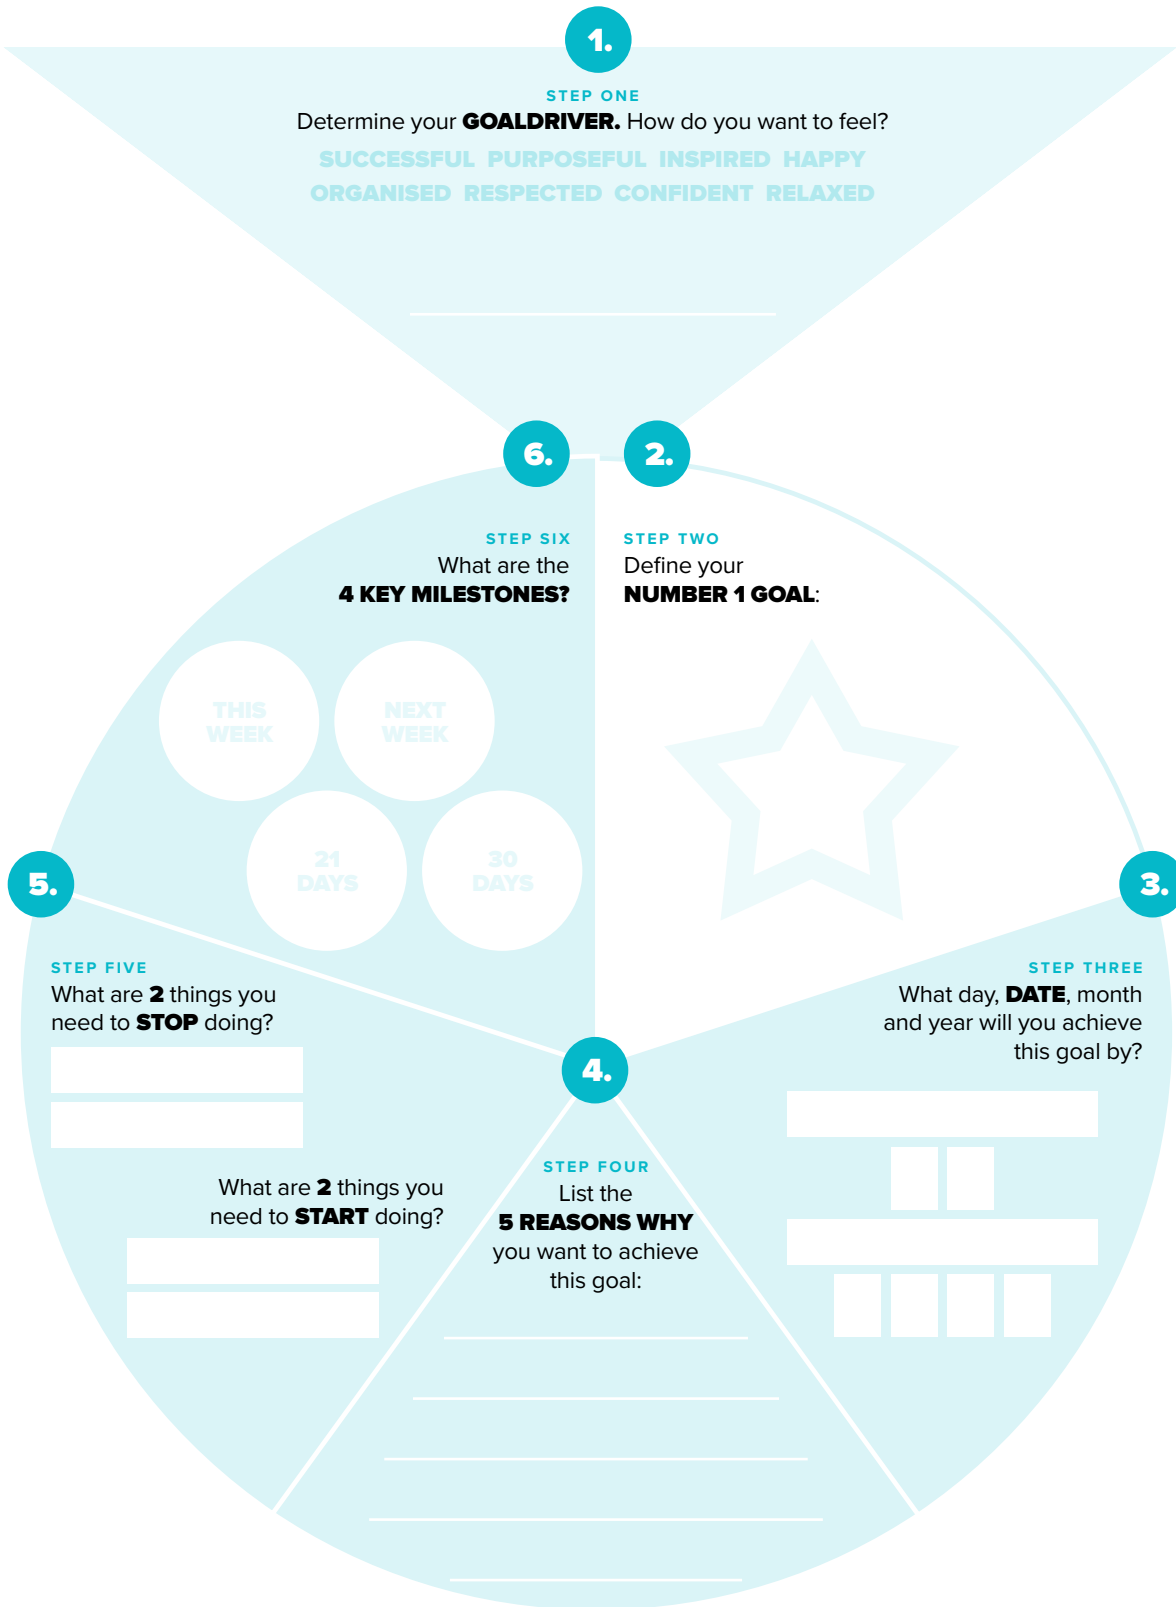 1.
STEP ONE
Determine your GOALDRIVER. How do you want to feel?
SUCCESSFUL PURPOSEFUL INSPIRED HAPPY
ORGANISED RESPECTED CONFIDENT RELAXED
2.
STEP TWO
Define your
NUMBER 1 GOAL:
3.
STEP THREE
What day, DATE, month
and year will you achieve
this goal by?
4.
STEP FOUR
List the
5 REASONS WHY
you want to achieve
this goal:
5.
STEP FIVE
What are 2 things you
need to STOP doing?
What are 2 things you
need to START doing?
6.
STEP SIX
What are the
4 KEY MILESTONES?
THIS
WEEK
NEXT
WEEK
21
DAYS
30
DAYS